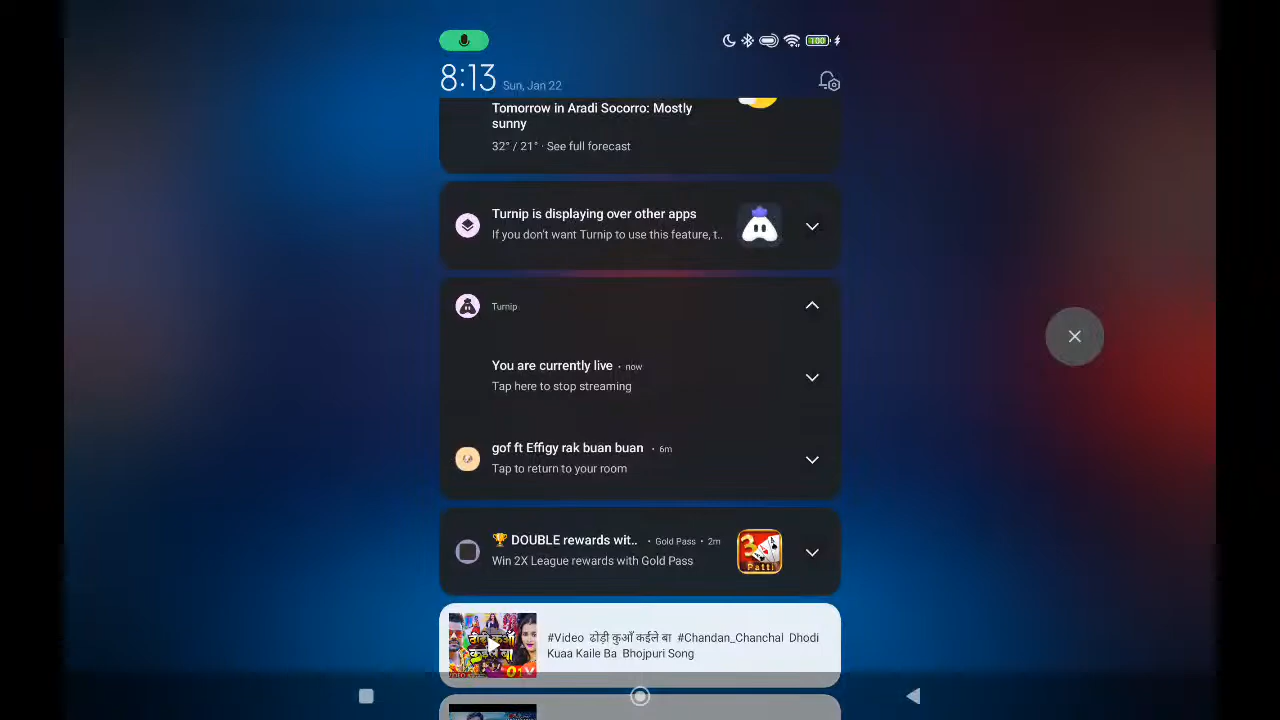 100
8:13 Sun, Jan 22
Tomorrow in Aradi Socorro: Mostly
sunny
32° / 21° · See full forecast
Turnip is displaying over other apps
If you don't want Turnip to use this feature, t..
Turnip
You are currently live · now
Tap here to stop streaming
gof ft Effigy rak buan buan · 6m
Tap to return to your room
🏆 DOUBLE rewards wit.. · Gold Pass · 2m
Win 2X League rewards with Gold Pass
3
Patti
#Video ढोड़ी कुआँ कईले बा #Chandan_Chanchal Dhodi
Kuaa Kaile Ba Bhojpuri Song
ढोड़ी कुआँ
कईले बा